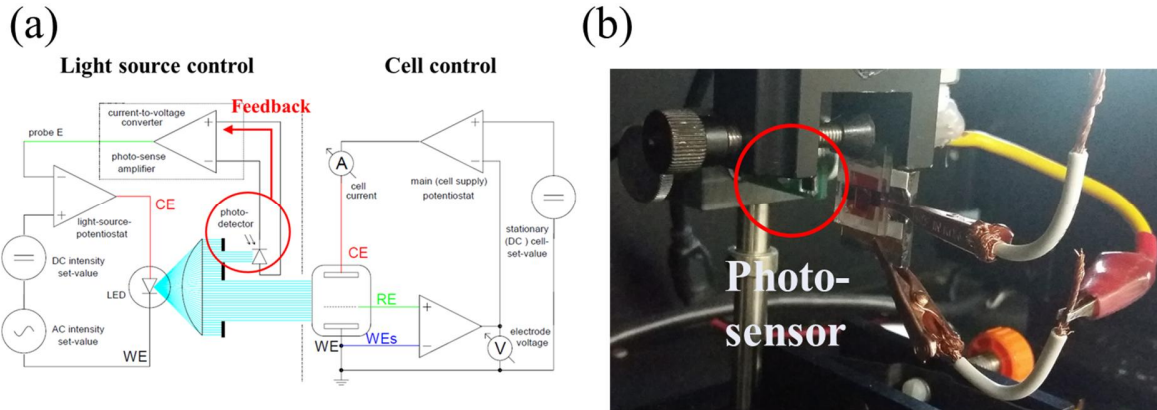 (a)
Light source control
Cell control
current-to-voltage
converter
Feedback
probe E
photo-sense
amplifier
CE
light-source-
potentiostat
photo-
detector
DC intensity
set-value
LED
AC intensity
set-value
WE
A
cell
current
main (cell supply)
potentiostat
stationary
(DC ) cell-
set-value
CE
RE
WE
WEs
electrode
voltage
V
(b)
Photo-
sensor